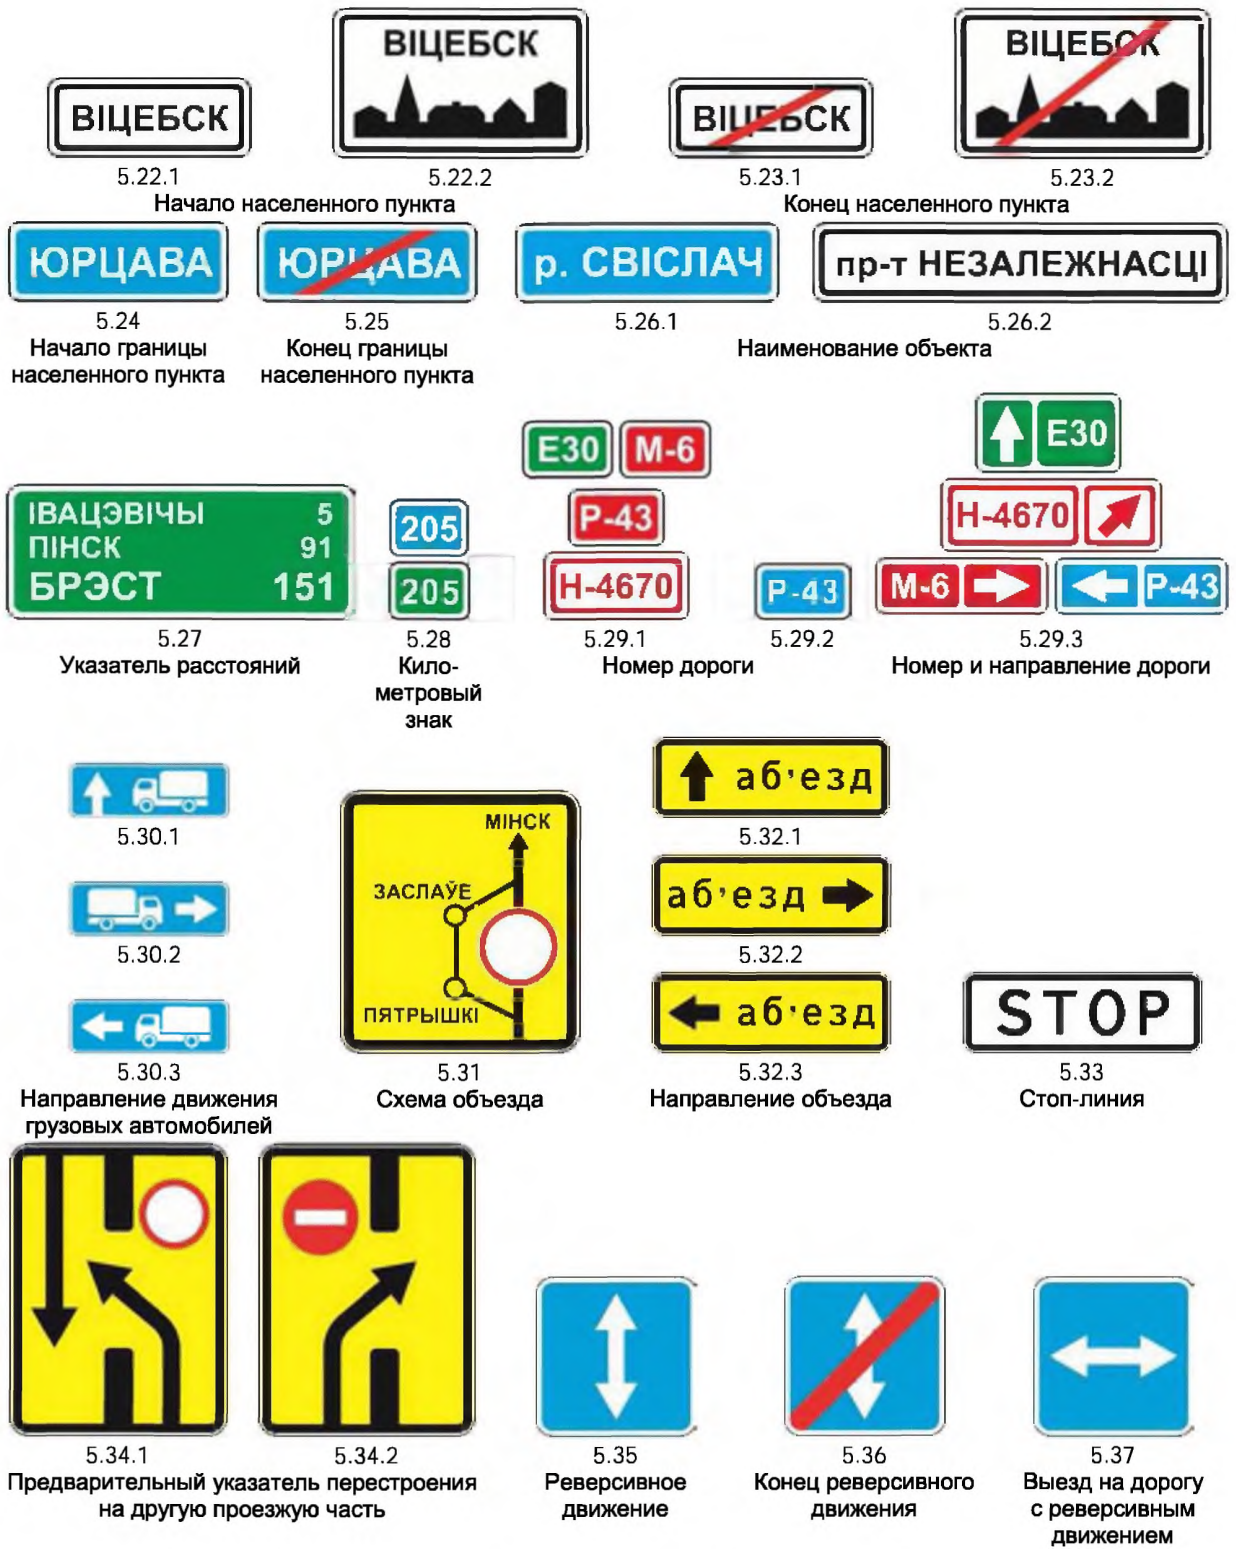 ВІЦЕБСК
5.22.1
ВІЦЕБСК
5.22.2
Начало населенного пункта
ВІЦЕБСК
5.23.1
ВІЦЕБСК
5.23.2
Конец населенного пункта
ЮРЦАВА
5.24
Начало границы
населенного пункта
ЮРЦАВА
5.25
Конец границы
населенного пункта
р. СВІСЛАЧ
5.26.1
пр-т НЕЗАЛЕЖНАСЦІ
5.26.2
Наименование объекта
ІВАЦЭВІЧЫ 5
ПІНСК 91
БРЭСТ 151
5.27
Указатель расстояний
205
205
5.28
Кило-
метровый
знак
Е30 М-6
Р-43
Н-4670
5.29.1
Р-43
5.29.2
Номер дороги
Е30
Н-4670
М-6 Р-43
5.29.3
Номер и направление дороги
5.30.1
5.30.2
5.30.3
Направление движения
грузовых автомобилей
МІНСК
ЗАСЛАЎЕ
ПЯТРЫШКІ
5.31
Схема объезда
аб’езд
5.32.1
аб’езд
5.32.2
аб’езд
5.32.3
Направление объезда
STOP
5.33
Стоп-линия
5.34.1
5.34.2
Предварительный указатель перестроения
на другую проезжую часть
5.35
Реверсивное
движение
5.36
Конец реверсивного
движения
5.37
Выезд на дорогу
с реверсивным
движением